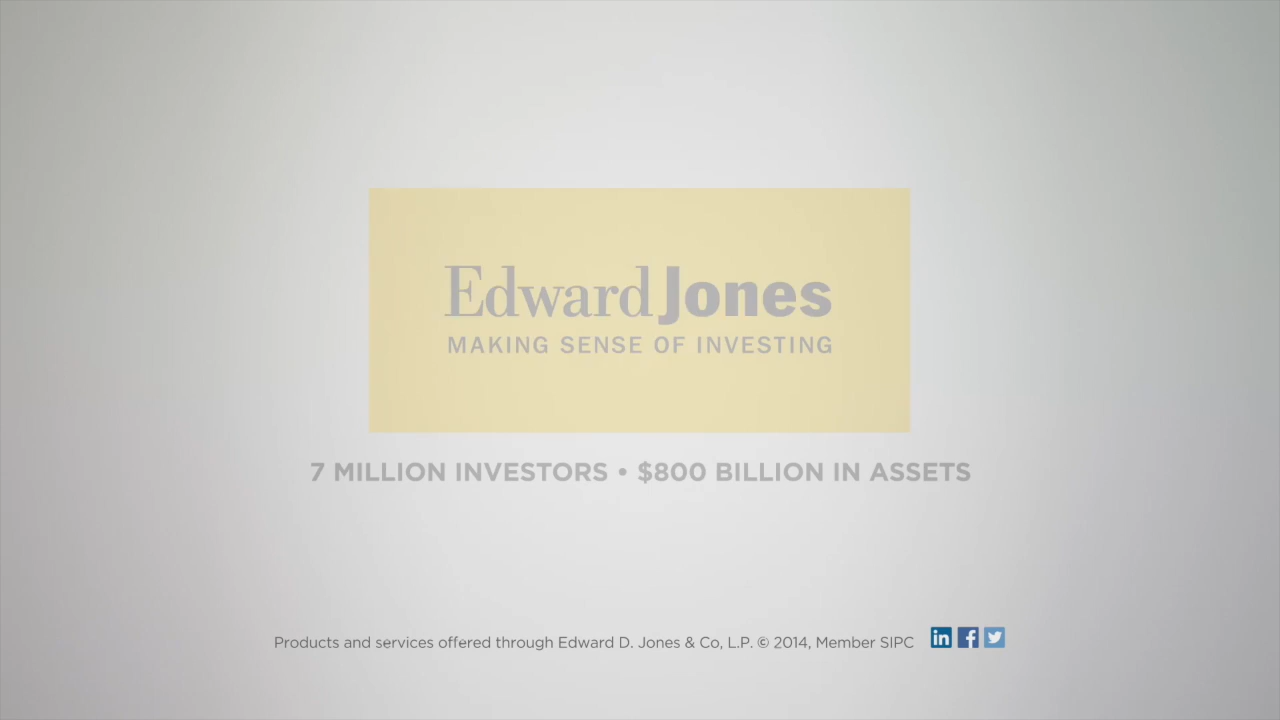 Edward Jones
MAKING SENSE OF INVESTING
7 MILLION INVESTORS • $800 BILLION IN ASSETS
Products and services offered through Edward D. Jones & Co, L.P. © 2014, Member SIPC